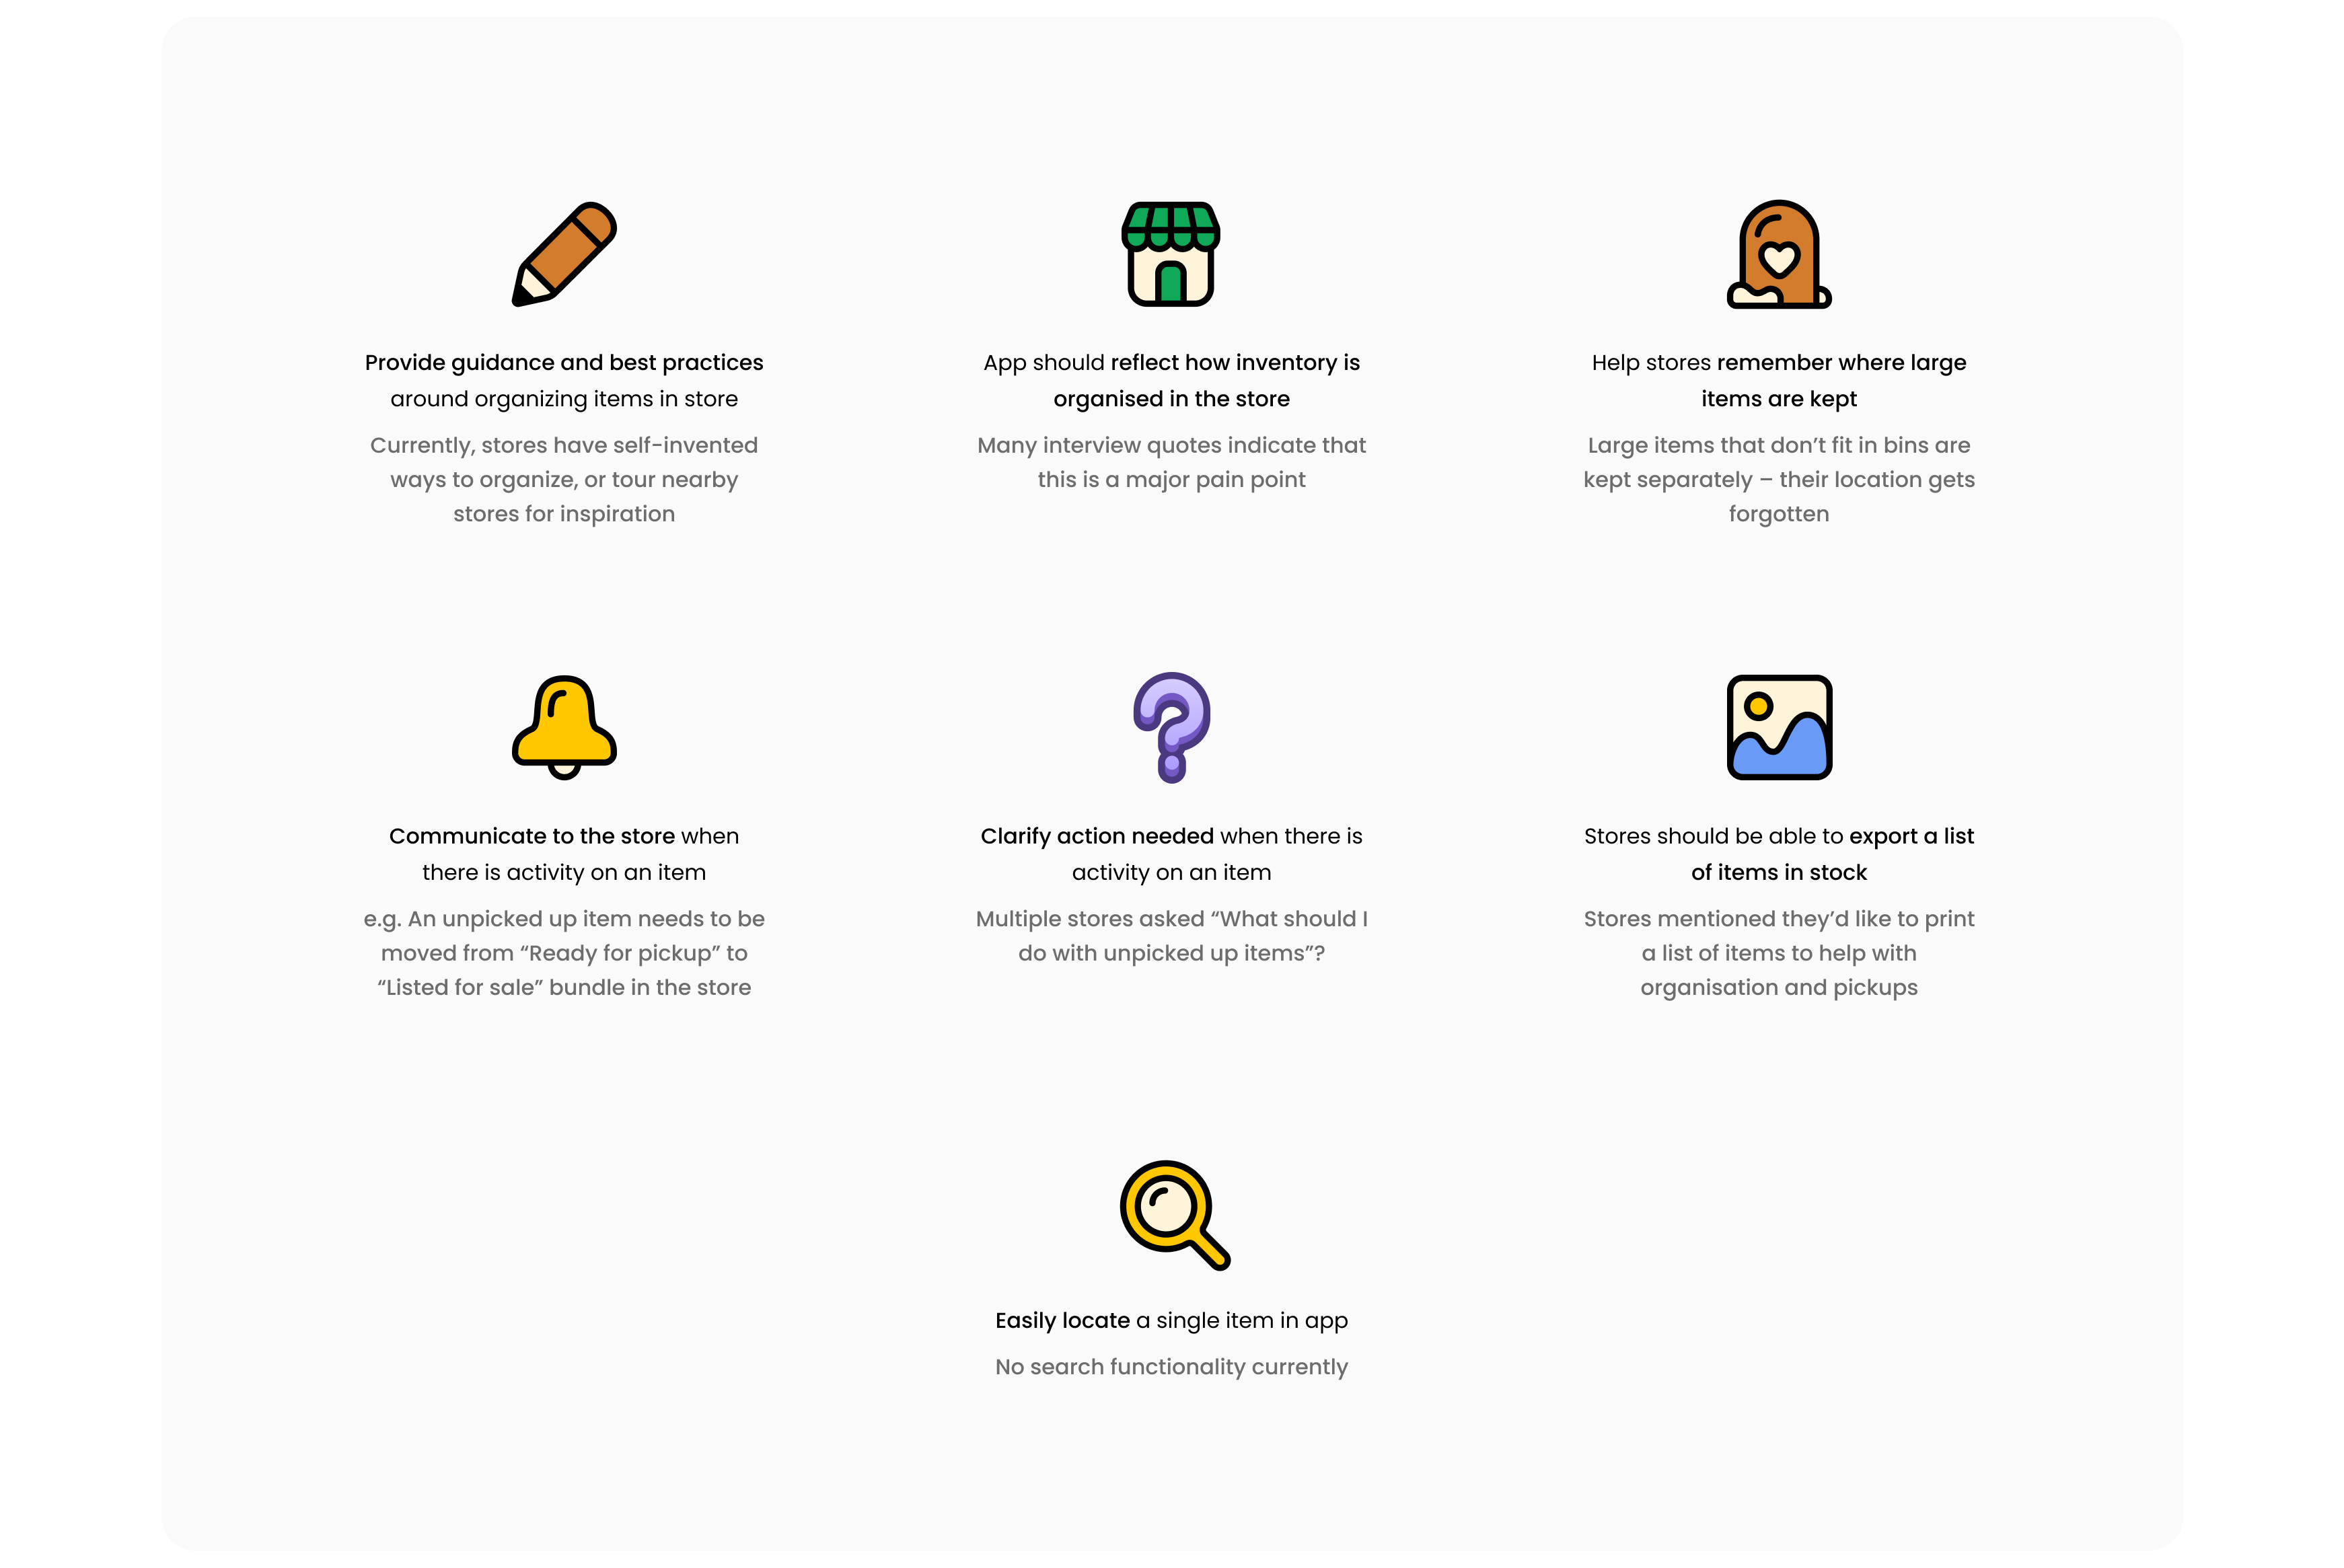 Provide guidance and best practices
around organizing items in store
Currently, stores have self-invented
ways to organize, or tour nearby
stores for inspiration
App should reflect how inventory is
organised in the store
Many interview quotes indicate that
this is a major pain point
Help stores remember where large
items are kept
Large items that don’t fit in bins are
kept separately – their location gets
forgotten
Communicate to the store when
there is activity on an item
e.g. An unpicked up item needs to be
moved from “Ready for pickup” to
“Listed for sale” bundle in the store
Clarify action needed when there is
activity on an item
Multiple stores asked “What should I
do with unpicked up items”?
Stores should be able to export a list
of items in stock
Stores mentioned they’d like to print
a list of items to help with
organisation and pickups
Easily locate a single item in app
No search functionality currently